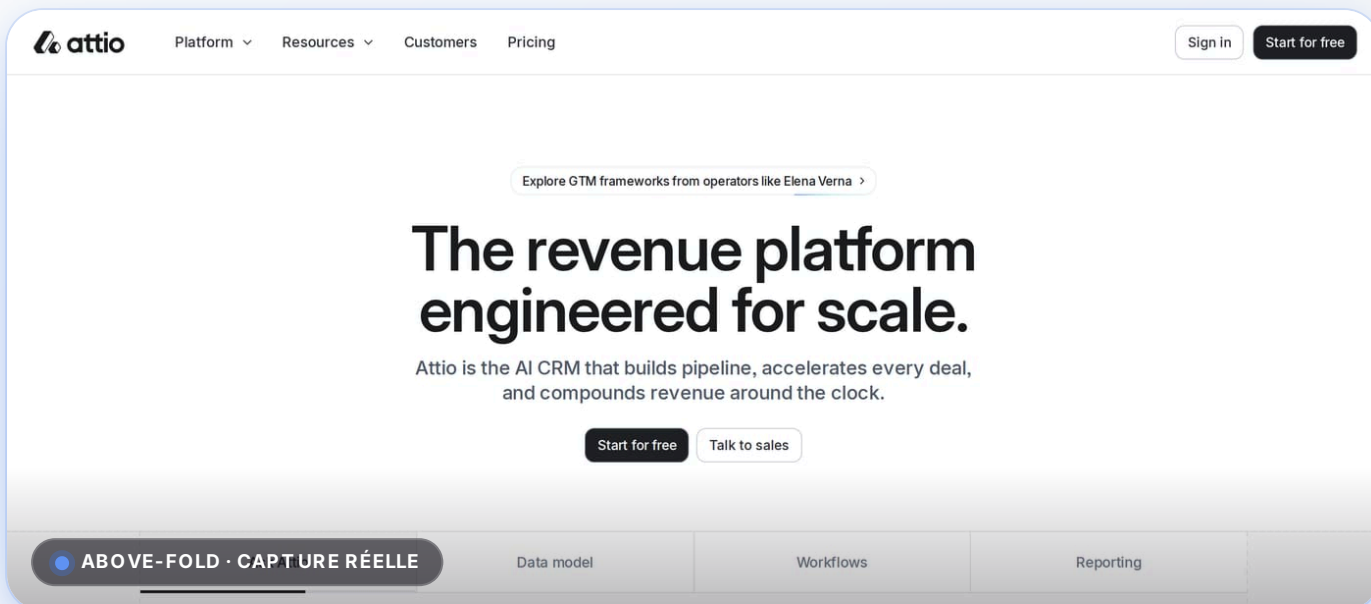 attio
Platform
Resources
Customers
Pricing
Sign in
Start for free
Explore GTM frameworks from operators like Elena Verna
The revenue platform
engineered for scale.
Attio is the AI CRM that builds pipeline, accelerates every deal,
and compounds revenue around the clock.
Start for free
Talk to sales
ABOVE-FOLD · CAPTURE RÉELLE
Data model
Workflows
Reporting